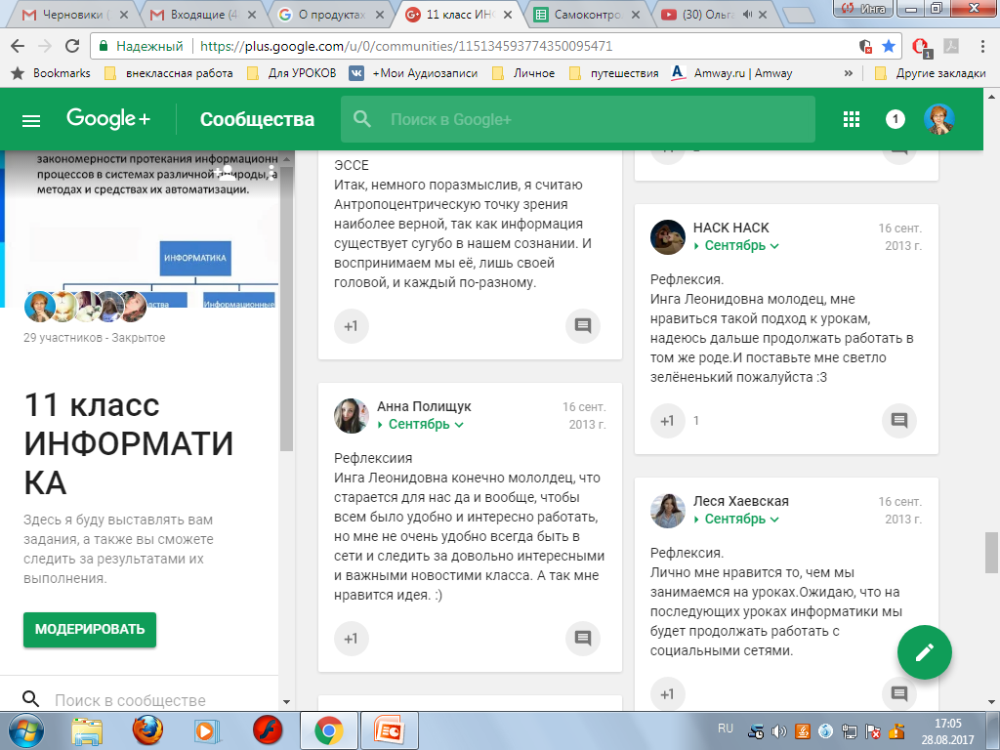 Черновики (
Входящие (4
О продуктах
11 класс ИНФ
Самоконтро
(30) Ольга
Инга
Надежный
https://plus.google.com/u/0/communities/115134593774350095471
1
Bookmarks
внеклассная работа
Для УРОКОВ
+Мои Аудиозаписи
Личное
путешествия
Amway.ru | Amway
»
Другие закладки
Google+
Сообщества
Поиск в Google+
1
закономерности протекания информационн
процессов в системах различной природы, а
методах и средствах их автоматизации.
ИНФОРМАТИКА
дства
Информационные
29 участников - Закрытое
11 класс
ИНФОРМАТИ
КА
Здесь я буду выставлять вам
задания, а также вы сможете
следить за результатами их
выполнения.
МОДЕРИРОВАТЬ
Поиск в сообществе
ЭССЕ
Итак, немного поразмыслив, я считаю
Антропоцентрическую точку зрения
наиболее верной, так как информация
существует сугубо в нашем сознании. И
воспринимаем мы её, лишь своей
головой, и каждый по-разному.
+1
Анна Полищук
16 сент.
2013 г.
Сентябрь
Рефлексиия
Инга Леонидовна конечно мололдец, что
старается для нас да и вообще, чтобы
всем было удобно и интересно работать,
но мне не очень удобно всегда быть в
сети и следить за довольно интересными
и важными новостими класса. А так мне
нравится идея. :)
+1
HACK HACK
16 сент.
2013 г.
Сентябрь
Рефлексия.
Инга Леонидовна молодец, мне
нравиться такой подход к урокам,
надеюсь дальше продолжать работать в
том же роде.И поставьте мне светло
зелёненький пожалуйста :3
+1
1
Леся Хаевская
16 сент.
2013 г.
Сентябрь
Рефлексия.
Лично мне нравится то, чем мы
занимаемся на уроках.Ожидаю, что на
последующих уроках информатики мы
будет продолжать работать с
социальными сетями.
+1
RU
17:05
28.08.2017